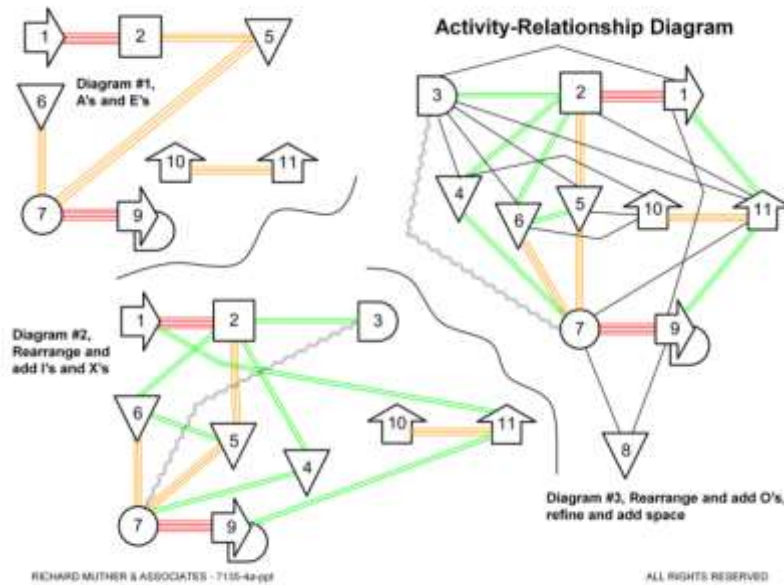 Activity-Relationship Diagram
1
2
5
Diagram #1,
A's and E's
6
10
11
7
9
3
2
1
4
6
5
10
11
7
9
8
Diagram #3, Rearrange and add O's,
refine and add space
1
2
3
Diagram #2,
Rearrange and
add I's and X's
6
5
4
10
11
7
9
RICHARD MUTHER & ASSOCIATES - 7135-4a-ppt
ALL RIGHTS RESERVED